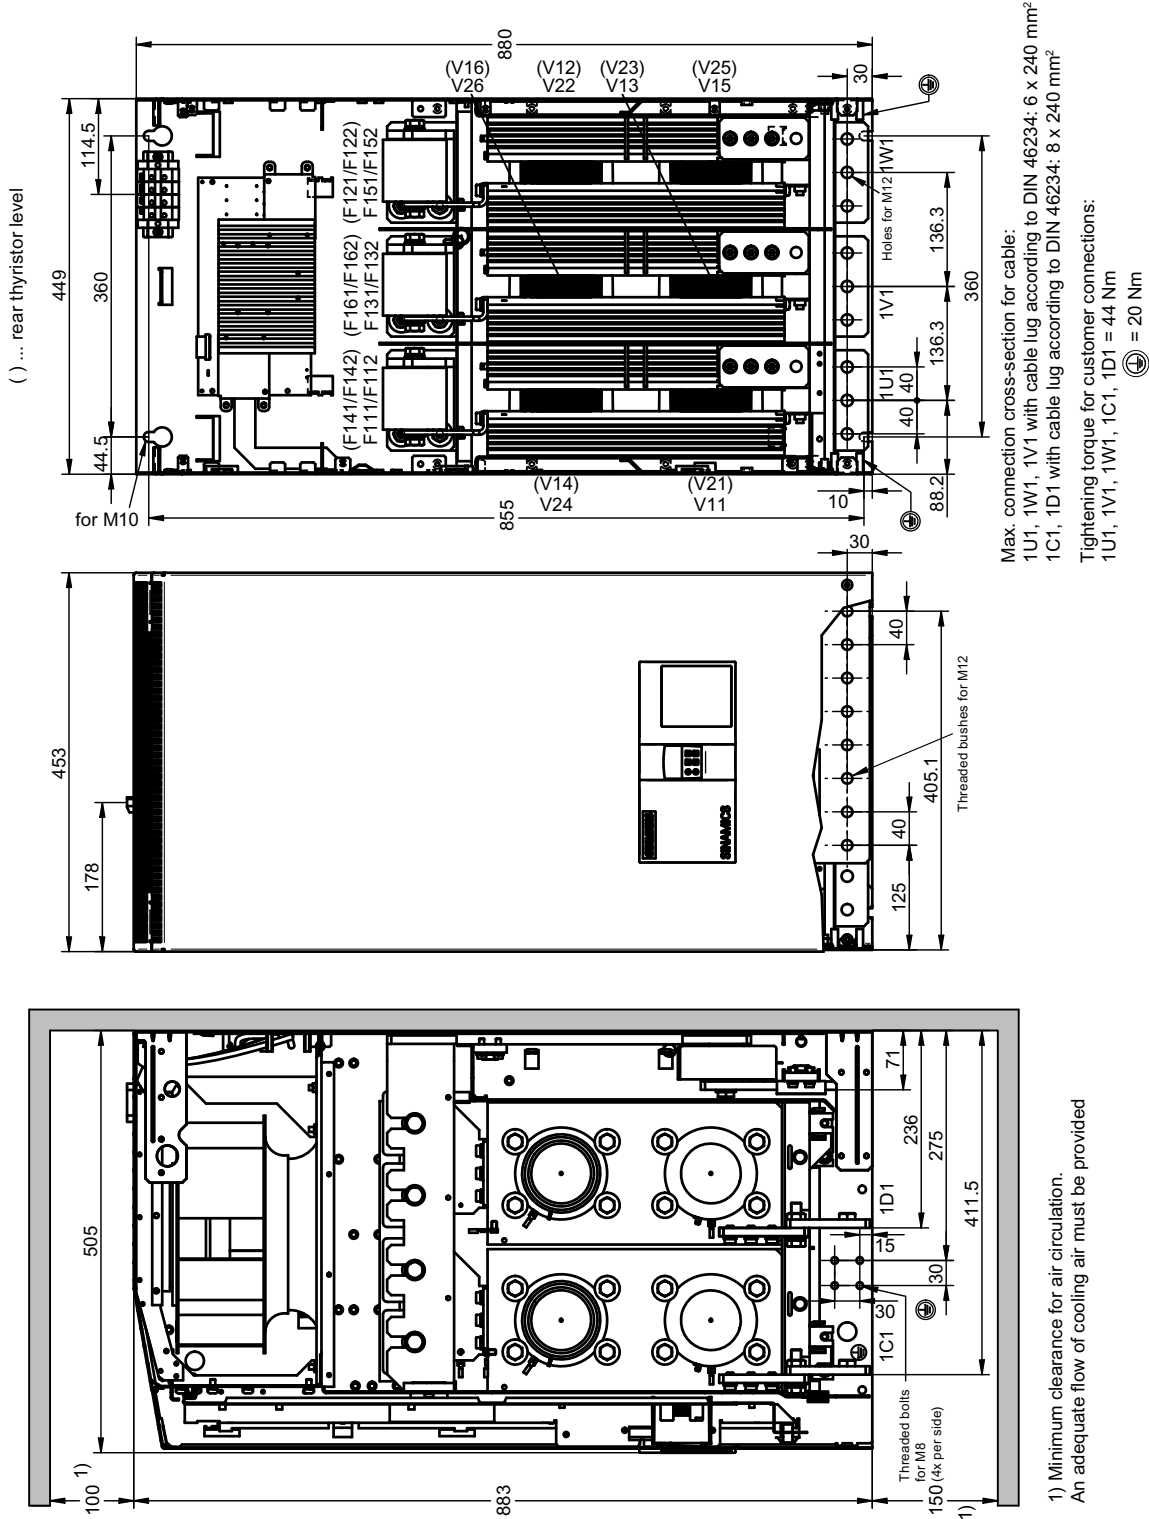 ( ) ... rear thyristor level
449
114.5
360
44.5
for M10
880
855
(V16)
V26
(V12)
V22
(V23)
V13
(V25)
V15
(F121/F122)
F151/F152
(F161/F162)
F131/F132
(F141/F142)
F111/F112
(V14)
V24
(V21)
V11
30
1W1
Holes for M12
1V1
1U1
40
40
136.3
136.3
88.2
360
10
Max. connection cross-section for cable:
1U1, 1W1, 1V1 with cable lug according to DIN 46234: 6 x 240 mm²
1C1, 1D1 with cable lug according to DIN 46234: 8 x 240 mm²
Tightening torque for customer connections:
1U1, 1V1, 1W1, 1C1, 1D1 = 44 Nm
= 20 Nm
453
178
SINAMICS
30
40
40
125
405.1
Threaded bushes for M12
505
100 1)
883
150 1)
71
236
275
411.5
1D1
15
30
30
1C1
Threaded bolts
for M8
(4x per side)
1) Minimum clearance for air circulation.
An adequate flow of cooling air must be provided